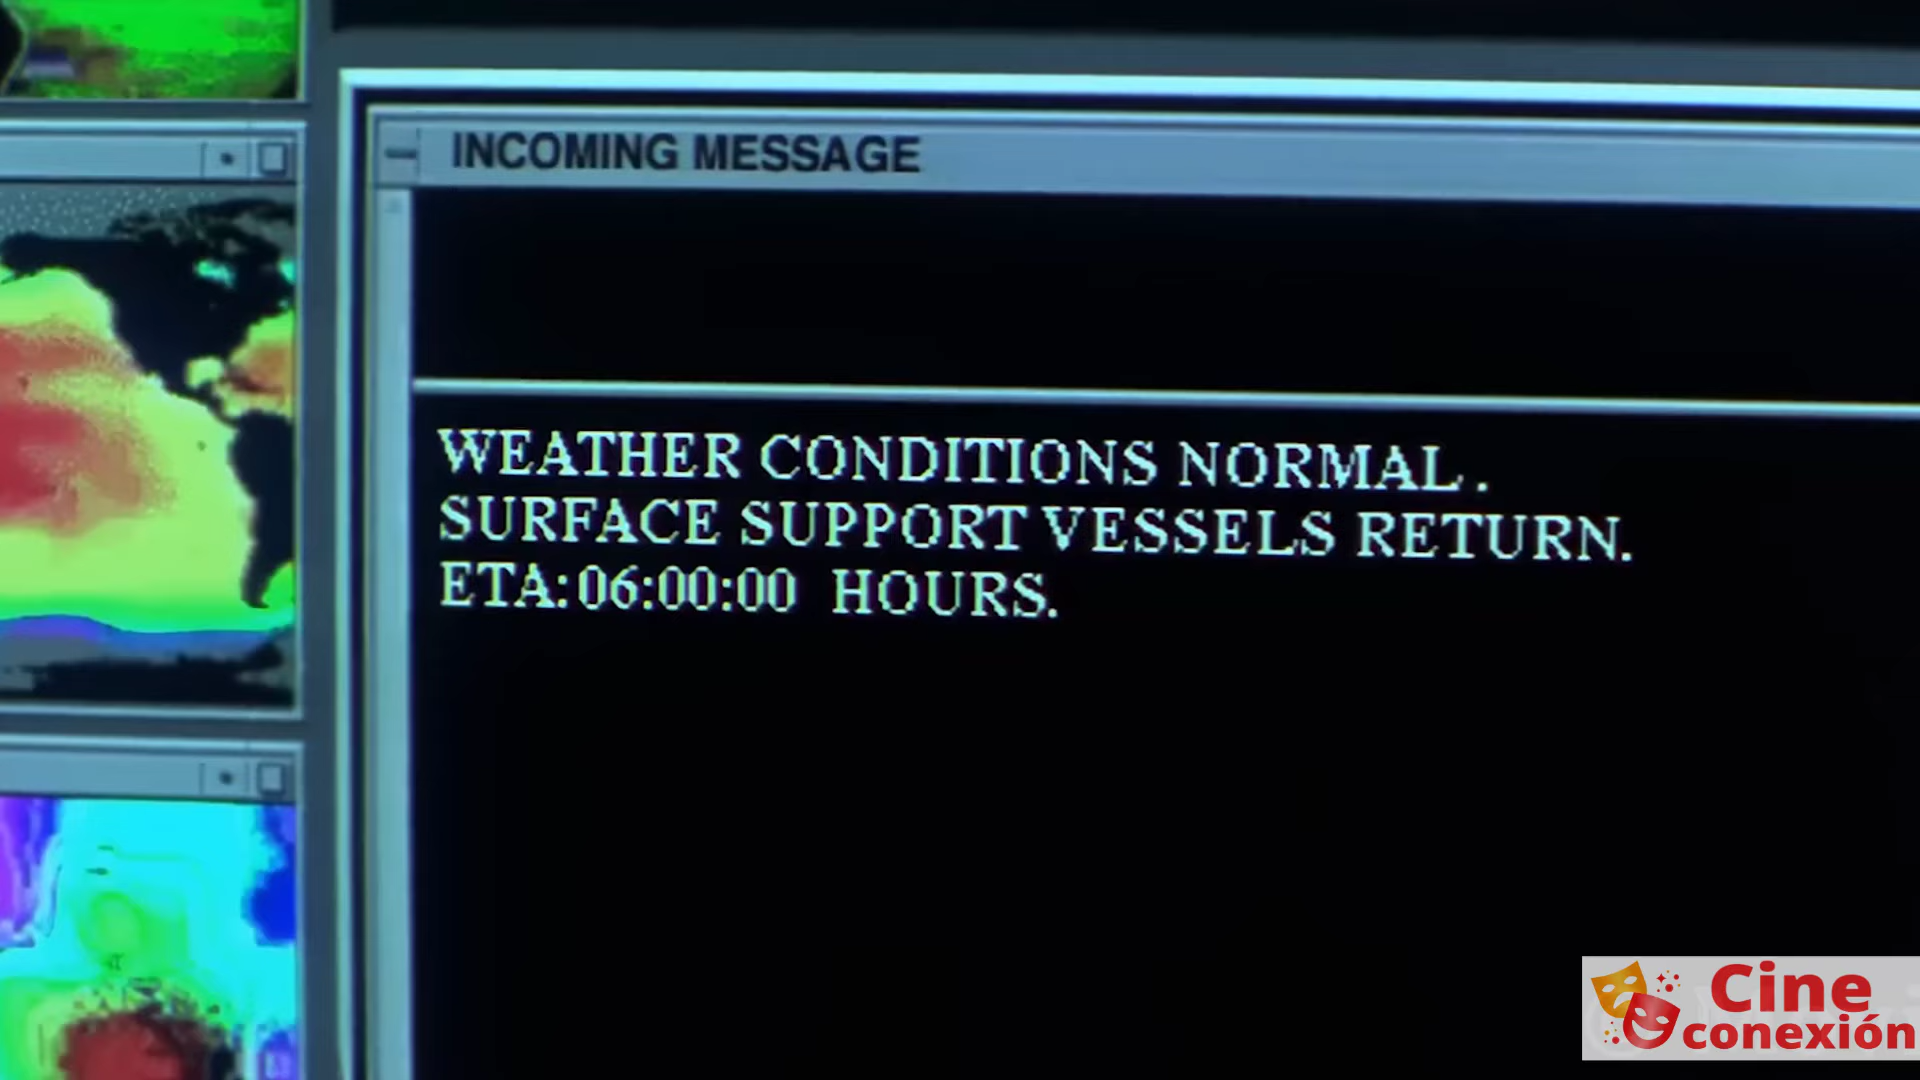 INCOMING MESSAGE
WEATHER CONDITIONS NORMAL.
SURFACE SUPPORT VESSELS RETURN.
ETA: 06:00:00 HOURS.
Cine
conexión